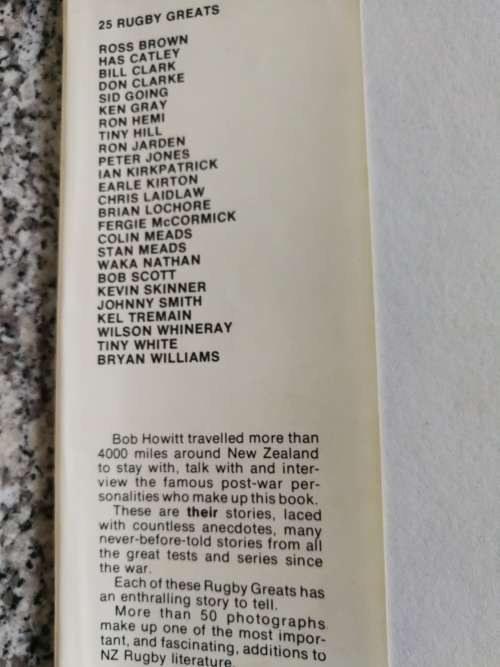 25 RUGBY GREATS
ROSS BROWN
HAS CATLEY
BILL CLARK
DON CLARKE
SID GOING
KEN GRAY
RON HEMI
TINY HILL
RON JARDEN
PETER JONES
IAN KIRKPATRICK
EARLE KIRTON
CHRIS LAIDLAW
BRIAN LOCHORE
FERGIE McCORMICK
COLIN MEADS
STAN MEADS
WAKA NATHAN
BOB SCOTT
KEVIN SKINNER
JOHNNY SMITH
KEL TREMAIN
WILSON WHINERAY
TINY WHITE
BRYAN WILLIAMS
Bob Howitt travelled more than
4000 miles around New Zealand
to stay with, talk with and inter-
view the famous post-war per-
sonalities who make up this book.
These are their stories, laced
with countless anecdotes, many
never-before-told stories from all
the great tests and series since
the war.
Each of these Rugby Greats has
an enthralling story to tell.
More than 50 photographs
make up one of the most impor-
tant, and fascinating, additions to
NZ Rugby literature.